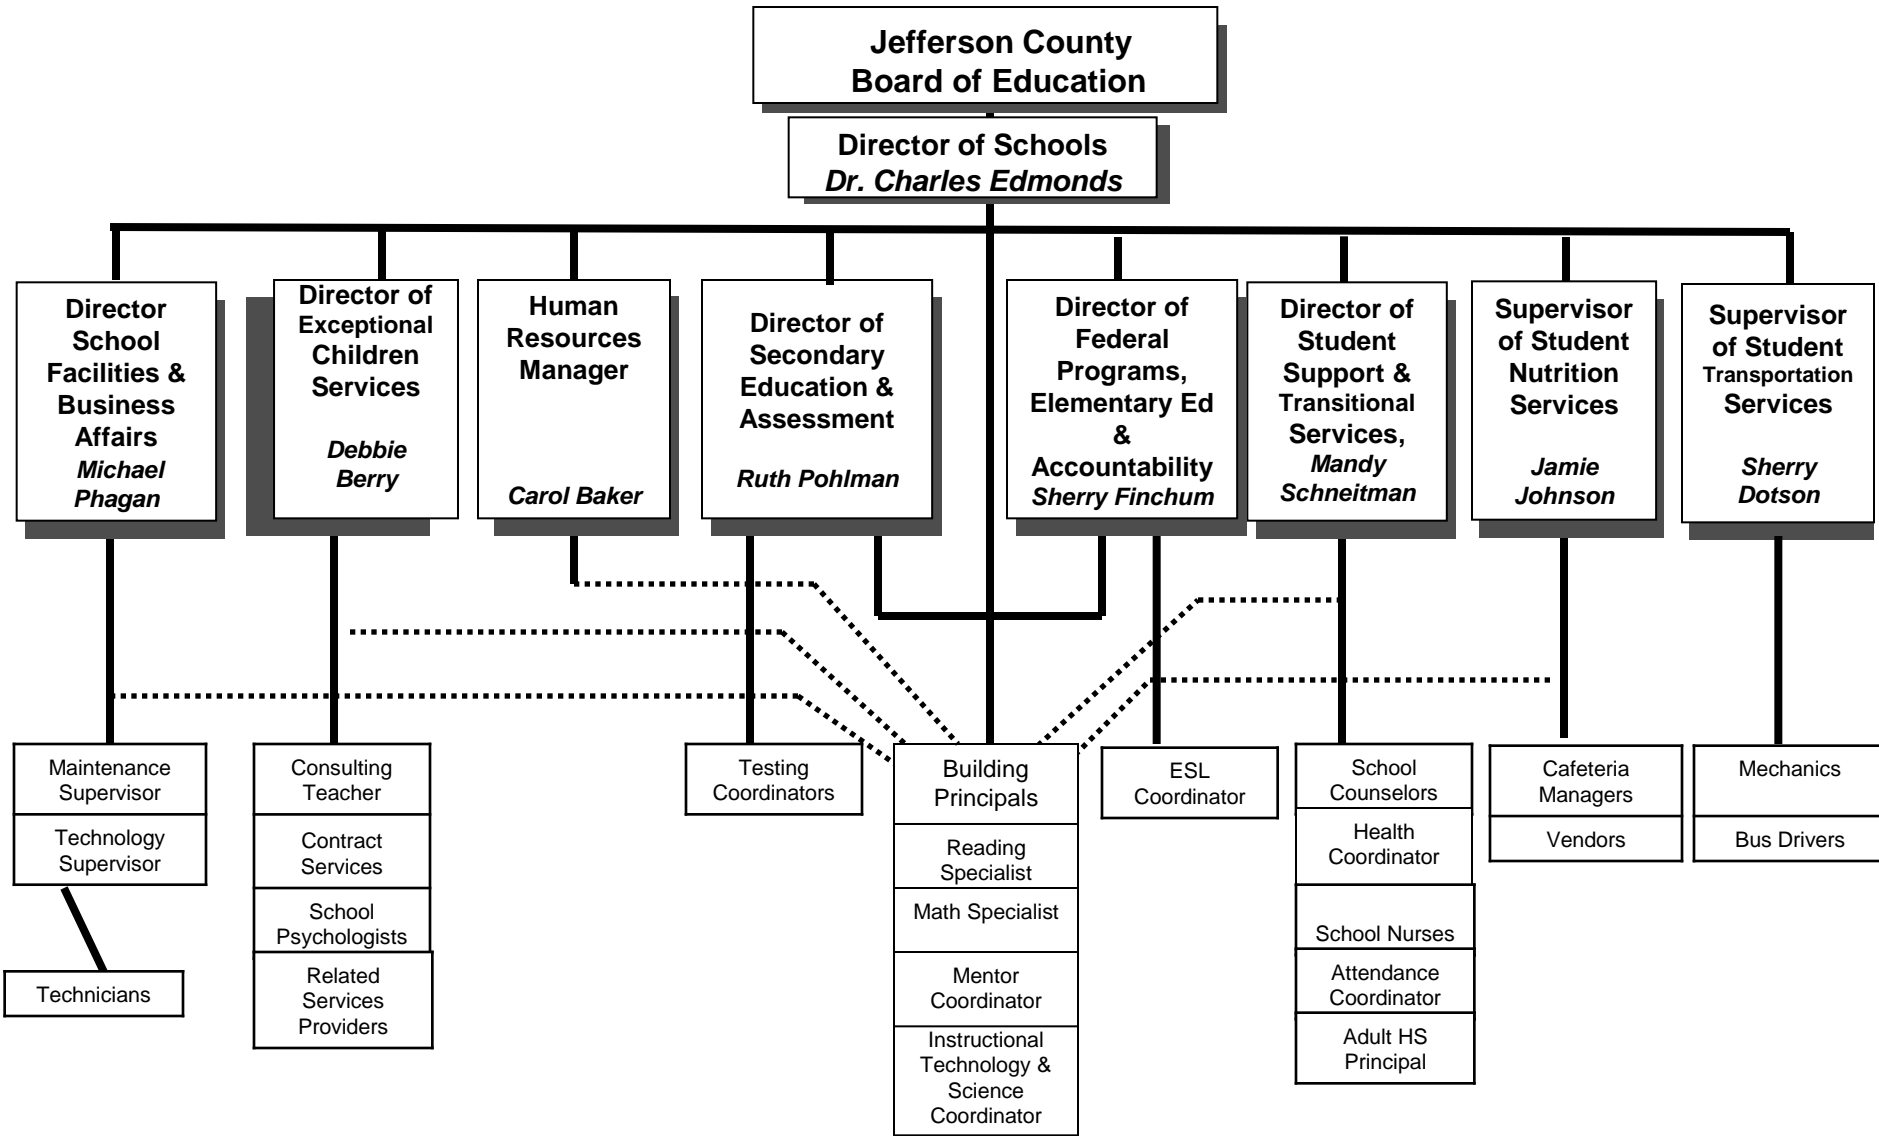 Jefferson County
Board of Education
Director of Schools
Dr. Charles Edmonds
Director
School
Facilities &
Business
Affairs
Michael
Phagan
Director of
Exceptional
Children
Services
Debbie
Berry
Human
Resources
Manager
Carol Baker
Director of
Secondary
Education &
Assessment
Ruth Pohlman
Director of
Federal
Programs,
Elementary Ed
&
Accountability
Sherry Finchum
Director of
Student
Support &
Transitional
Services,
Mandy
Schneitman
Supervisor
of Student
Nutrition
Services
Jamie
Johnson
Supervisor
of Student
Transportation
Services
Sherry
Dotson
Maintenance
Supervisor
Technology
Supervisor
Technicians
Consulting
Teacher
Contract
Services
School
Psychologists
Related
Services
Providers
Testing
Coordinators
Building
Principals
Reading
Specialist
Math Specialist
Mentor
Coordinator
Instructional
Technology &
Science
Coordinator
ESL
Coordinator
School
Counselors
Health
Coordinator
School Nurses
Attendance
Coordinator
Adult HS
Principal
Cafeteria
Managers
Vendors
Mechanics
Bus Drivers